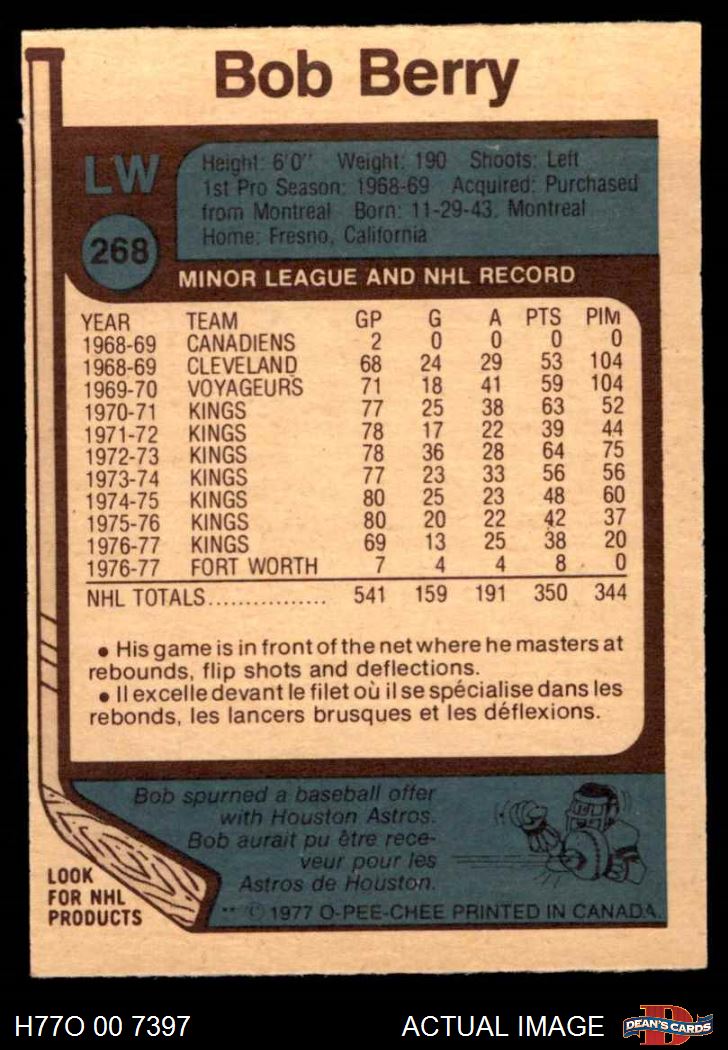 Bob Berry
LW
268
Height: 6'0" Weight: 190 Shoots: Left
1st Pro Season: 1968-69 Acquired: Purchased
from Montreal Born: 11-29-43, Montreal
Home: Fresno, California
MINOR LEAGUE AND NHL RECORD
YEAR TEAM GP G A PTS PIM
1968-69 CANADIENS 2 0 0 0 0
1968-69 CLEVELAND 68 24 29 53 104
1969-70 VOYAGEURS 71 18 41 59 104
1970-71 KINGS 77 25 38 63 52
1971-72 KINGS 78 17 22 39 44
1972-73 KINGS 78 36 28 64 75
1973-74 KINGS 77 23 33 56 56
1974-75 KINGS 80 25 23 48 60
1975-76 KINGS 80 20 22 42 37
1976-77 KINGS 69 13 25 38 20
1976-77 FORT WORTH 7 4 4 8 0
NHL TOTALS................ 541 159 191 350 344
• His game is in front of the net where he masters at
rebounds, flip shots and deflections.
• Il excelle devant le filet où il se spécialise dans les
rebonds, les lancers brusques et les déflexions.
Bob spurned a baseball offer
with Houston Astros.
Bob aurait pu être rece-
veur pour les
Astros de Houston.
LOOK
FOR NHL
PRODUCTS
** © 1977 O-PEE-CHEE PRINTED IN CANADA.
H77O 00 7397 ACTUAL IMAGE
D
DEAN'S CARDS